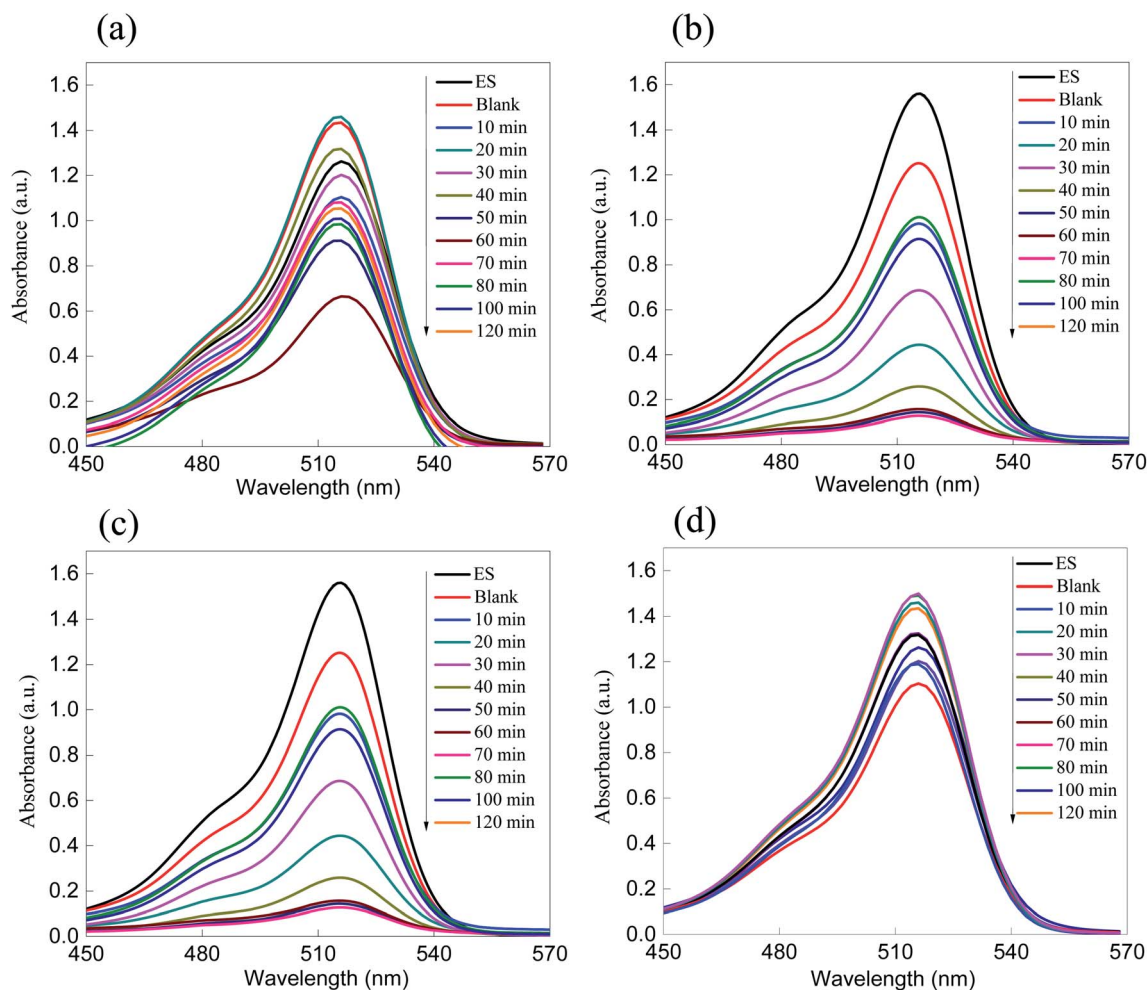 (a)
Absorbance (a.u.)
1.6
1.4
1.2
1.0
0.8
0.6
0.4
0.2
0.0
450
480
510
540
570
Wavelength (nm)
ES
Blank
10 min
20 min
30 min
40 min
50 min
60 min
70 min
80 min
100 min
120 min
(b)
Absorbance (a.u.)
1.6
1.4
1.2
1.0
0.8
0.6
0.4
0.2
0.0
450
480
510
540
570
Wavelength (nm)
ES
Blank
10 min
20 min
30 min
40 min
50 min
60 min
70 min
80 min
100 min
120 min
(c)
Absorbance (a.u.)
1.6
1.4
1.2
1.0
0.8
0.6
0.4
0.2
0.0
450
480
510
540
570
Wavelength (nm)
ES
Blank
10 min
20 min
30 min
40 min
50 min
60 min
70 min
80 min
100 min
120 min
(d)
Absorbance (a.u.)
1.6
1.4
1.2
1.0
0.8
0.6
0.4
0.2
0.0
450
480
510
540
570
Wavelength (nm)
ES
Blank
10 min
20 min
30 min
40 min
50 min
60 min
70 min
80 min
100 min
120 min